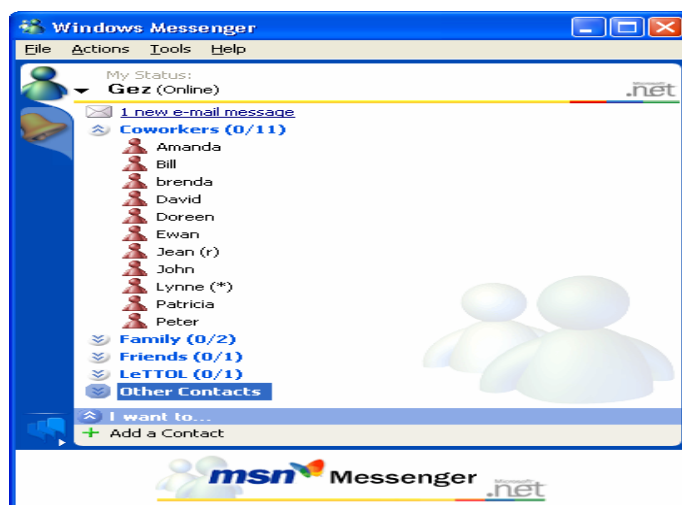 Windows Messenger
File Actions Tools Help
My Status:
Gez (Online)
Microsoft
.net
1 new e-mail message
Coworkers (0/11)
Amanda
Bill
brenda
David
Doreen
Ewan
Jean (r)
John
Lynne (*)
Patricia
Peter
Family (0/2)
Friends (0/1)
LeTTOL (0/1)
Other Contacts
I want to...
Add a Contact
msn Messenger
Microsoft
.net